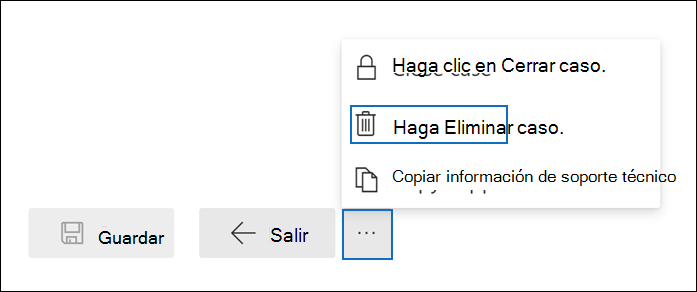 Haga clic en Cerrar caso.
Haga Eliminar caso.
Copiar información de soporte técnico
Guardar
Salir
...